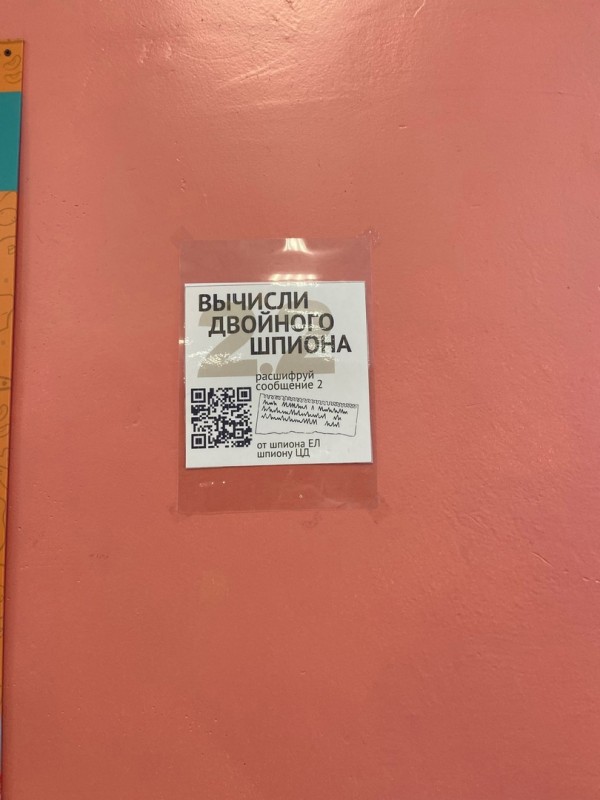 2.2
ВЫЧИСЛИ
ДВОЙНОГО
ШПИОНА
расшифруй
сообщение 2
от шпиона ЕЛ
шпиону ЦД